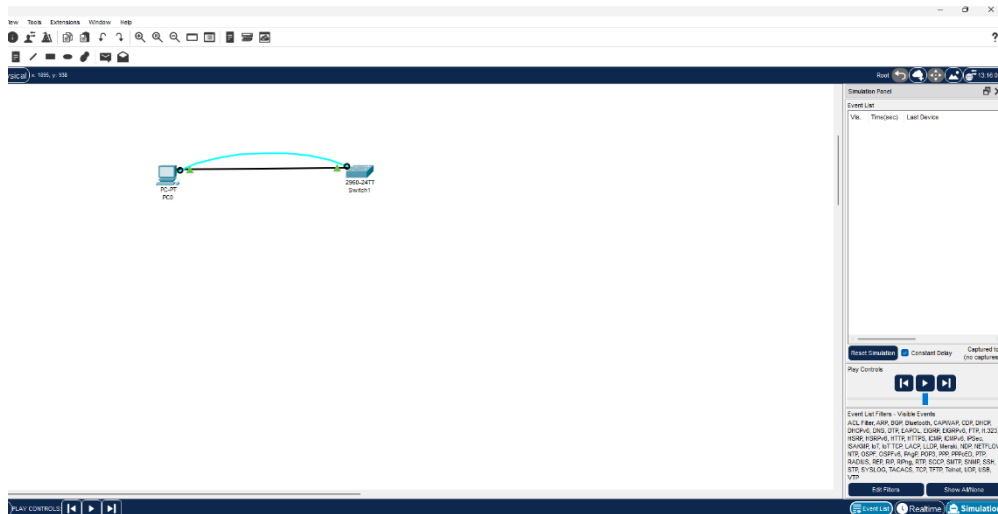 iew Tools Extensions Window Help
?
ysical) x: 1895, y: 336
Root
13:16:0
Simulation Panel
Event List
Vis. Time(sec) Last Device
PC-PT
PC0
2960-24TT
Switch1
Reset Simulation Constant Delay
Captured to
(no captures
Play Controls
Event List Filters - Visible Events
ACL Filter, ARP, BGP, Bluetooth, CAPWAP, CDP, DHCP,
DHCPv6, DNS, DTP, EAPOL, EIGRP, EIGRPv6, FTP, H.323,
HSRP, HSRPv6, HTTP, HTTPS, ICMP, ICMPv6, IPSec,
ISAKMP, IoT, IoT TCP, LACP, LLDP, Meraki, NDP, NETFLOW
NTP, OSPF, OSPFv6, PAgP, POP3, PPP, PPPoED, PTP,
RADIUS, REP, RIP, RIPng, RTP, SCCP, SMTP, SNMP, SSH,
STP, SYSLOG, TACACS, TCP, TFTP, Telnet, UDP, USB,
VTP
Edit Filters Show All/None
PLAY CONTROLS:
Event List Realtime Simulation